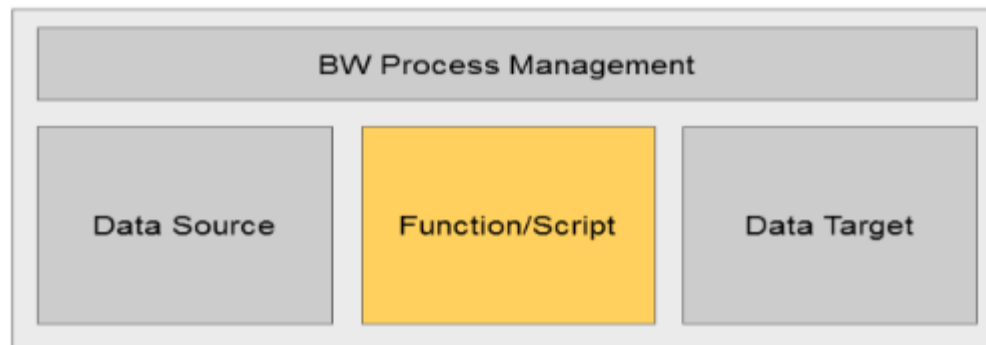 BW Process Management
Data Source
Function/Script
Data Target